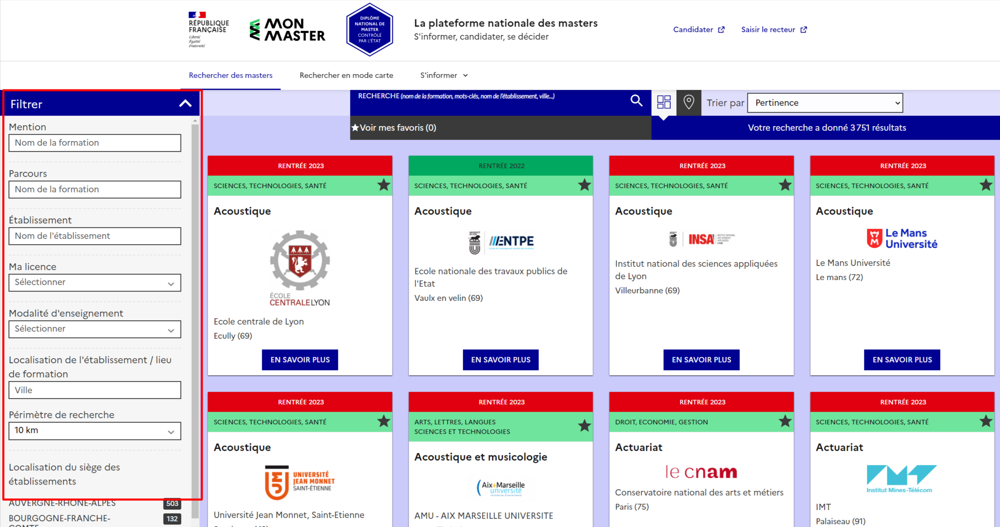 RÉPUBLIQUE
FRANÇAISE
Liberté
Égalité
Fraternité
MON
MASTER
DIPLÔME
NATIONAL DE
MASTER
CONTRÔLÉ
PAR L'ÉTAT
La plateforme nationale des masters
S'informer, candidater, se décider
Candidater
Saisir le recteur
Rechercher des masters
Rechercher en mode carte
S'informer
Filtrer
RECHERCHE (nom de la formation, mots-clés, nom de l'établissement, ville...)
Trier par
Pertinence
Voir mes favoris (0)
Votre recherche a donné 3 751 résultats
Mention
Nom de la formation
Parcours
Nom de la formation
Établissement
Nom de l'établissement
Ma licence
Sélectionner
Modalité d'enseignement
Sélectionner
Localisation de l'établissement / lieu
de formation
Ville
Périmètre de recherche
10 km
Localisation du siège des
établissements
AUVERGNE-RHONE-ALPES 503
BOURGOGNE-FRANCHE- 132
RENTRÉE 2023
SCIENCES, TECHNOLOGIES, SANTÉ
Acoustique
ÉCOLE
CENTRALELYON
Ecole centrale de Lyon
Ecully (69)
EN SAVOIR PLUS
RENTRÉE 2022
SCIENCES, TECHNOLOGIES, SANTÉ
Acoustique
UNIVERSITÉ
DE LYON
ENTPE
Ecole nationale des travaux publics de
l'Etat
Vaulx en velin (69)
EN SAVOIR PLUS
RENTRÉE 2023
SCIENCES, TECHNOLOGIES, SANTÉ
Acoustique
INSA
Institut national des sciences appliquées
de Lyon
Villeurbanne (69)
EN SAVOIR PLUS
RENTRÉE 2023
SCIENCES, TECHNOLOGIES, SANTÉ
Acoustique
Le Mans
Université
Le Mans Université
Le mans (72)
EN SAVOIR PLUS
RENTRÉE 2023
SCIENCES, TECHNOLOGIES, SANTÉ
Acoustique
UNIVERSITÉ
JEAN MONNET
SAINT-ÉTIENNE
Université Jean Monnet, Saint-Etienne
RENTRÉE 2023
ARTS, LETTRES, LANGUES
SCIENCES ET TECHNOLOGIES
Acoustique et musicologie
Aix Marseille
université
Initiative d'excellence
AMU - AIX MARSEILLE UNIVERSITE
RENTRÉE 2023
DROIT, ECONOMIE, GESTION
Actuariat
le cnam
Conservatoire national des arts et métiers
Paris (75)
RENTRÉE 2023
SCIENCES, TECHNOLOGIES, SANTÉ
Actuariat
Institut Mines-Télécom
IMT
Palaiseau (91)